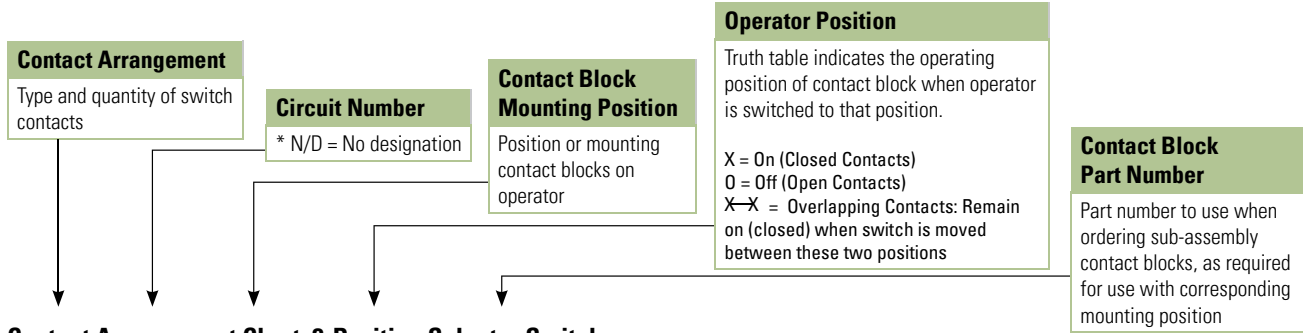 Contact Arrangement
Type and quantity of switch
contacts
Circuit Number
* N/D = No designation
Contact Block
Mounting Position
Position or mounting
contact blocks on
operator
Operator Position
Truth table indicates the operating
position of contact block when operator
is switched to that position.
X = On (Closed Contacts)
O = Off (Open Contacts)
X—X = Overlapping Contacts: Remain
on (closed) when switch is moved
between these two positions
Contact Block
Part Number
Part number to use when
ordering sub-assembly
contact blocks, as required
for use with corresponding
mounting position